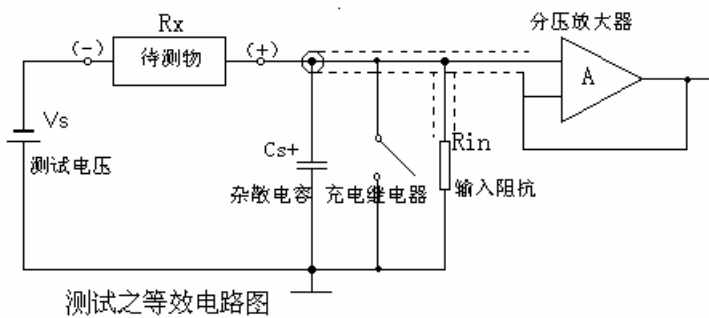 分压放大器
Rx
(-)
待测物
(+)
A
Vs
测试电压
Cs+
杂散电容
充电继电器
Rin
输入阻杭
测试之等效电路图